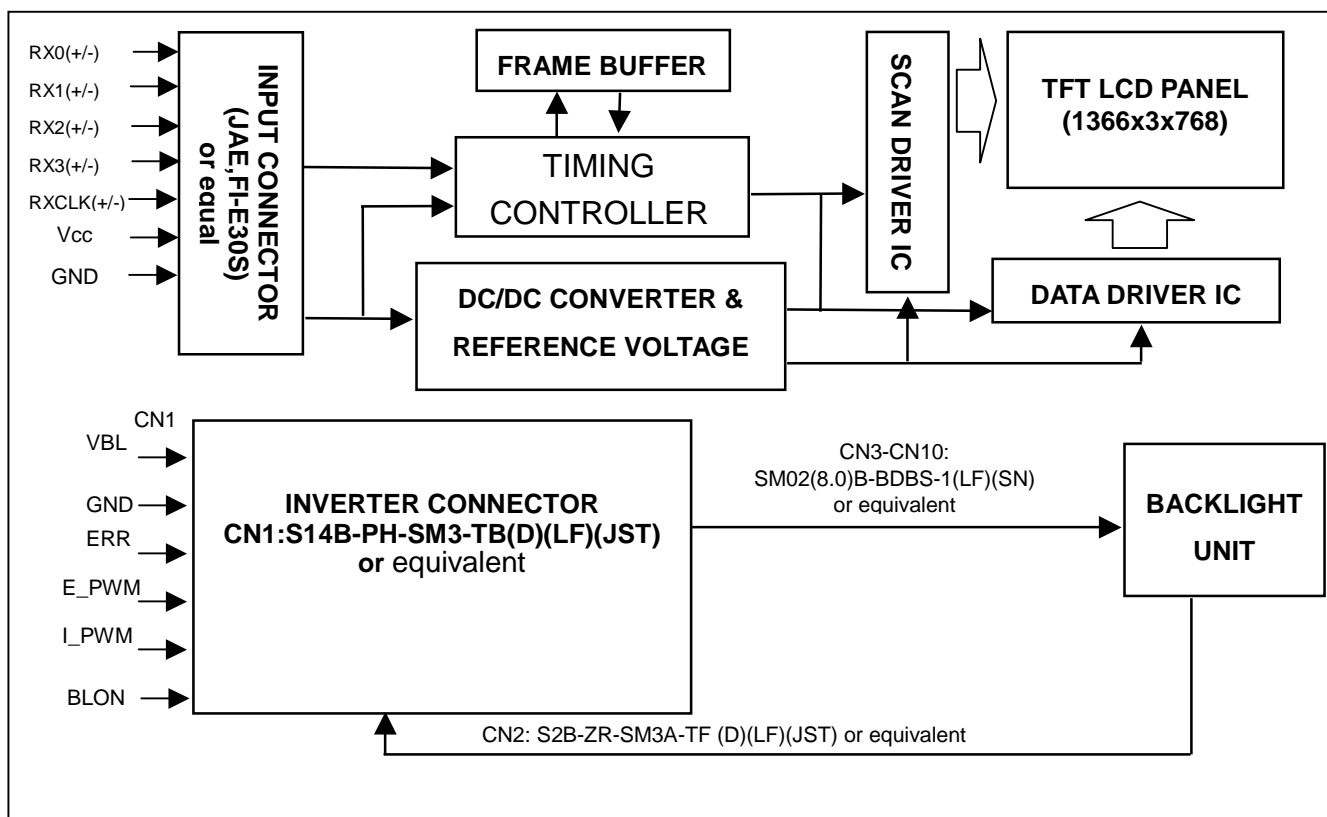 RX0(+/-)
RX1(+/-)
RX2(+/-)
RX3(+/-)
RXCLK(+/-)
Vcc
GND
INPUT CONNECTOR
(JAE,FI-E30S)
or equal
FRAME BUFFER
TIMING
CONTROLLER
DC/DC CONVERTER &
REFERENCE VOLTAGE
SCAN DRIVER IC
TFT LCD PANEL
(1366x3x768)
DATA DRIVER IC
CN1
VBL
GND
ERR
E_PWM
I_PWM
BLON
INVERTER CONNECTOR
CN1:S14B-PH-SM3-TB(D)(LF)(JST)
or equivalent
CN3-CN10:
SM02(8.0)B-BDBS-1(LF)(SN)
or equivalent
BACKLIGHT
UNIT
CN2: S2B-ZR-SM3A-TF (D)(LF)(JST) or equivalent